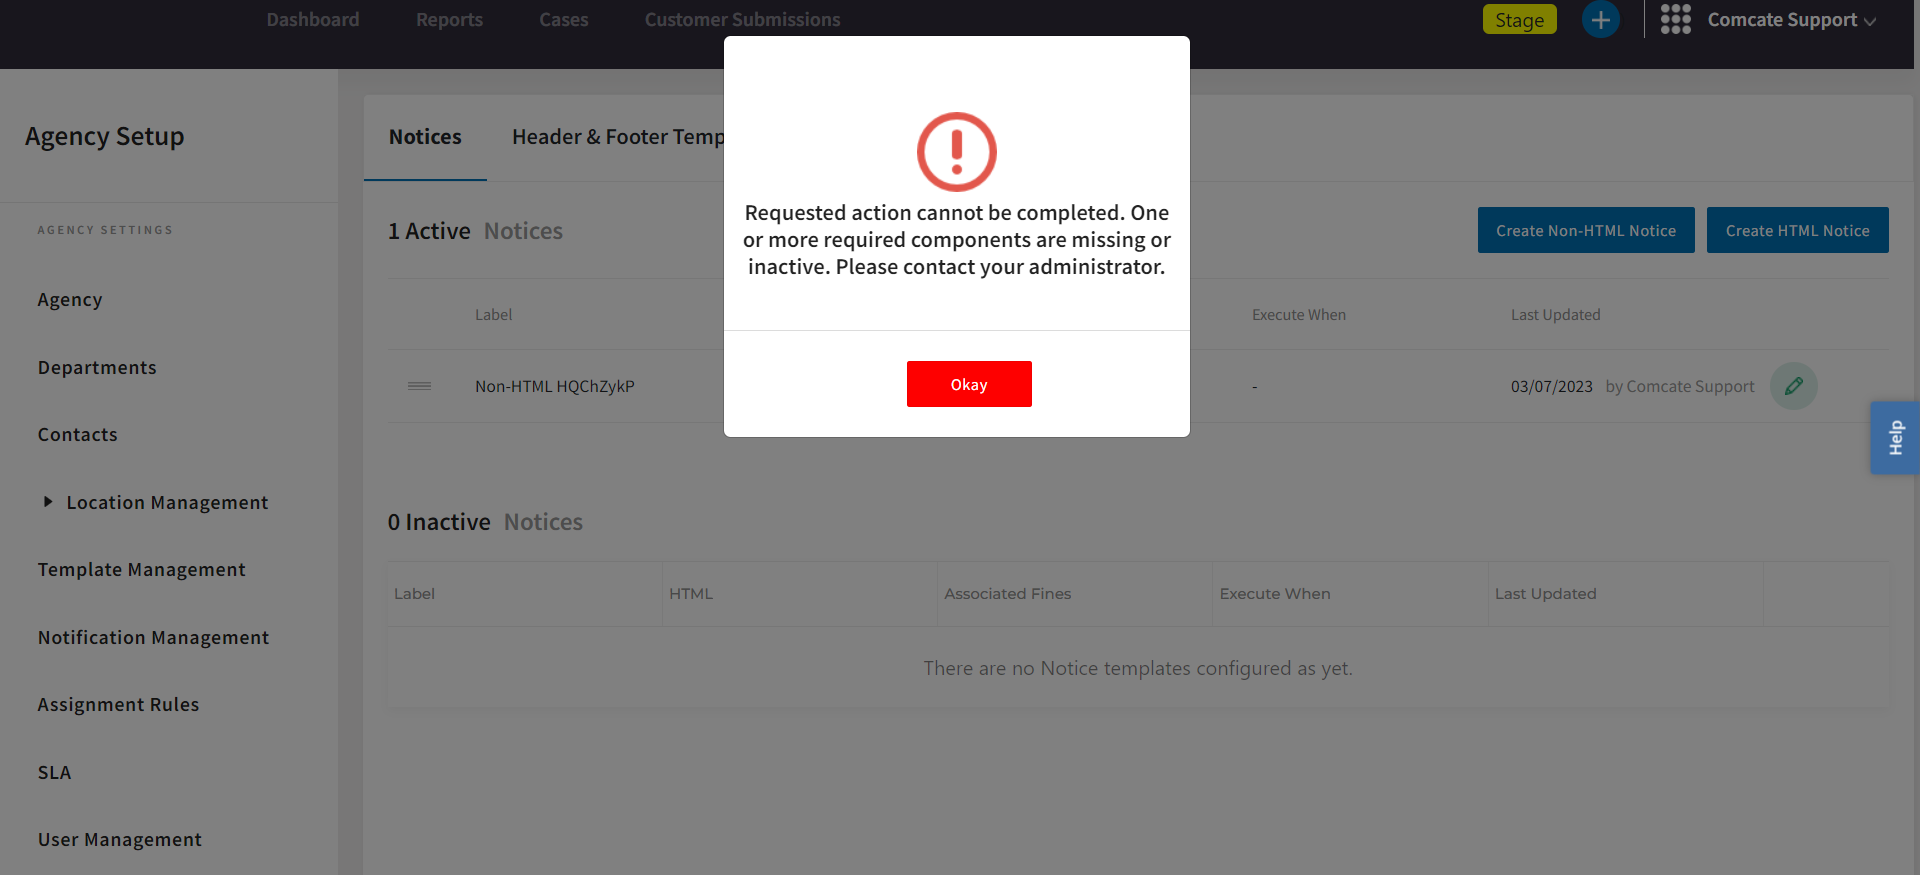 Dashboard Reports Cases Customer Submissions Stage Comcate Support
Agency Setup
AGENCY SETTINGS
Agency
Departments
Contacts
Location Management
Template Management
Notification Management
Assignment Rules
SLA
User Management
Notices Header & Footer Temp
1 Active Notices
Create Non-HTML Notice Create HTML Notice
Label Execute When Last Updated
Non-HTML HQChZykP - 03/07/2023 by Comcate Support
0 Inactive Notices
Label HTML Associated Fines Execute When Last Updated
There are no Notice templates configured as yet.
Requested action cannot be completed. One
or more required components are missing or
inactive. Please contact your administrator.
Okay
Help